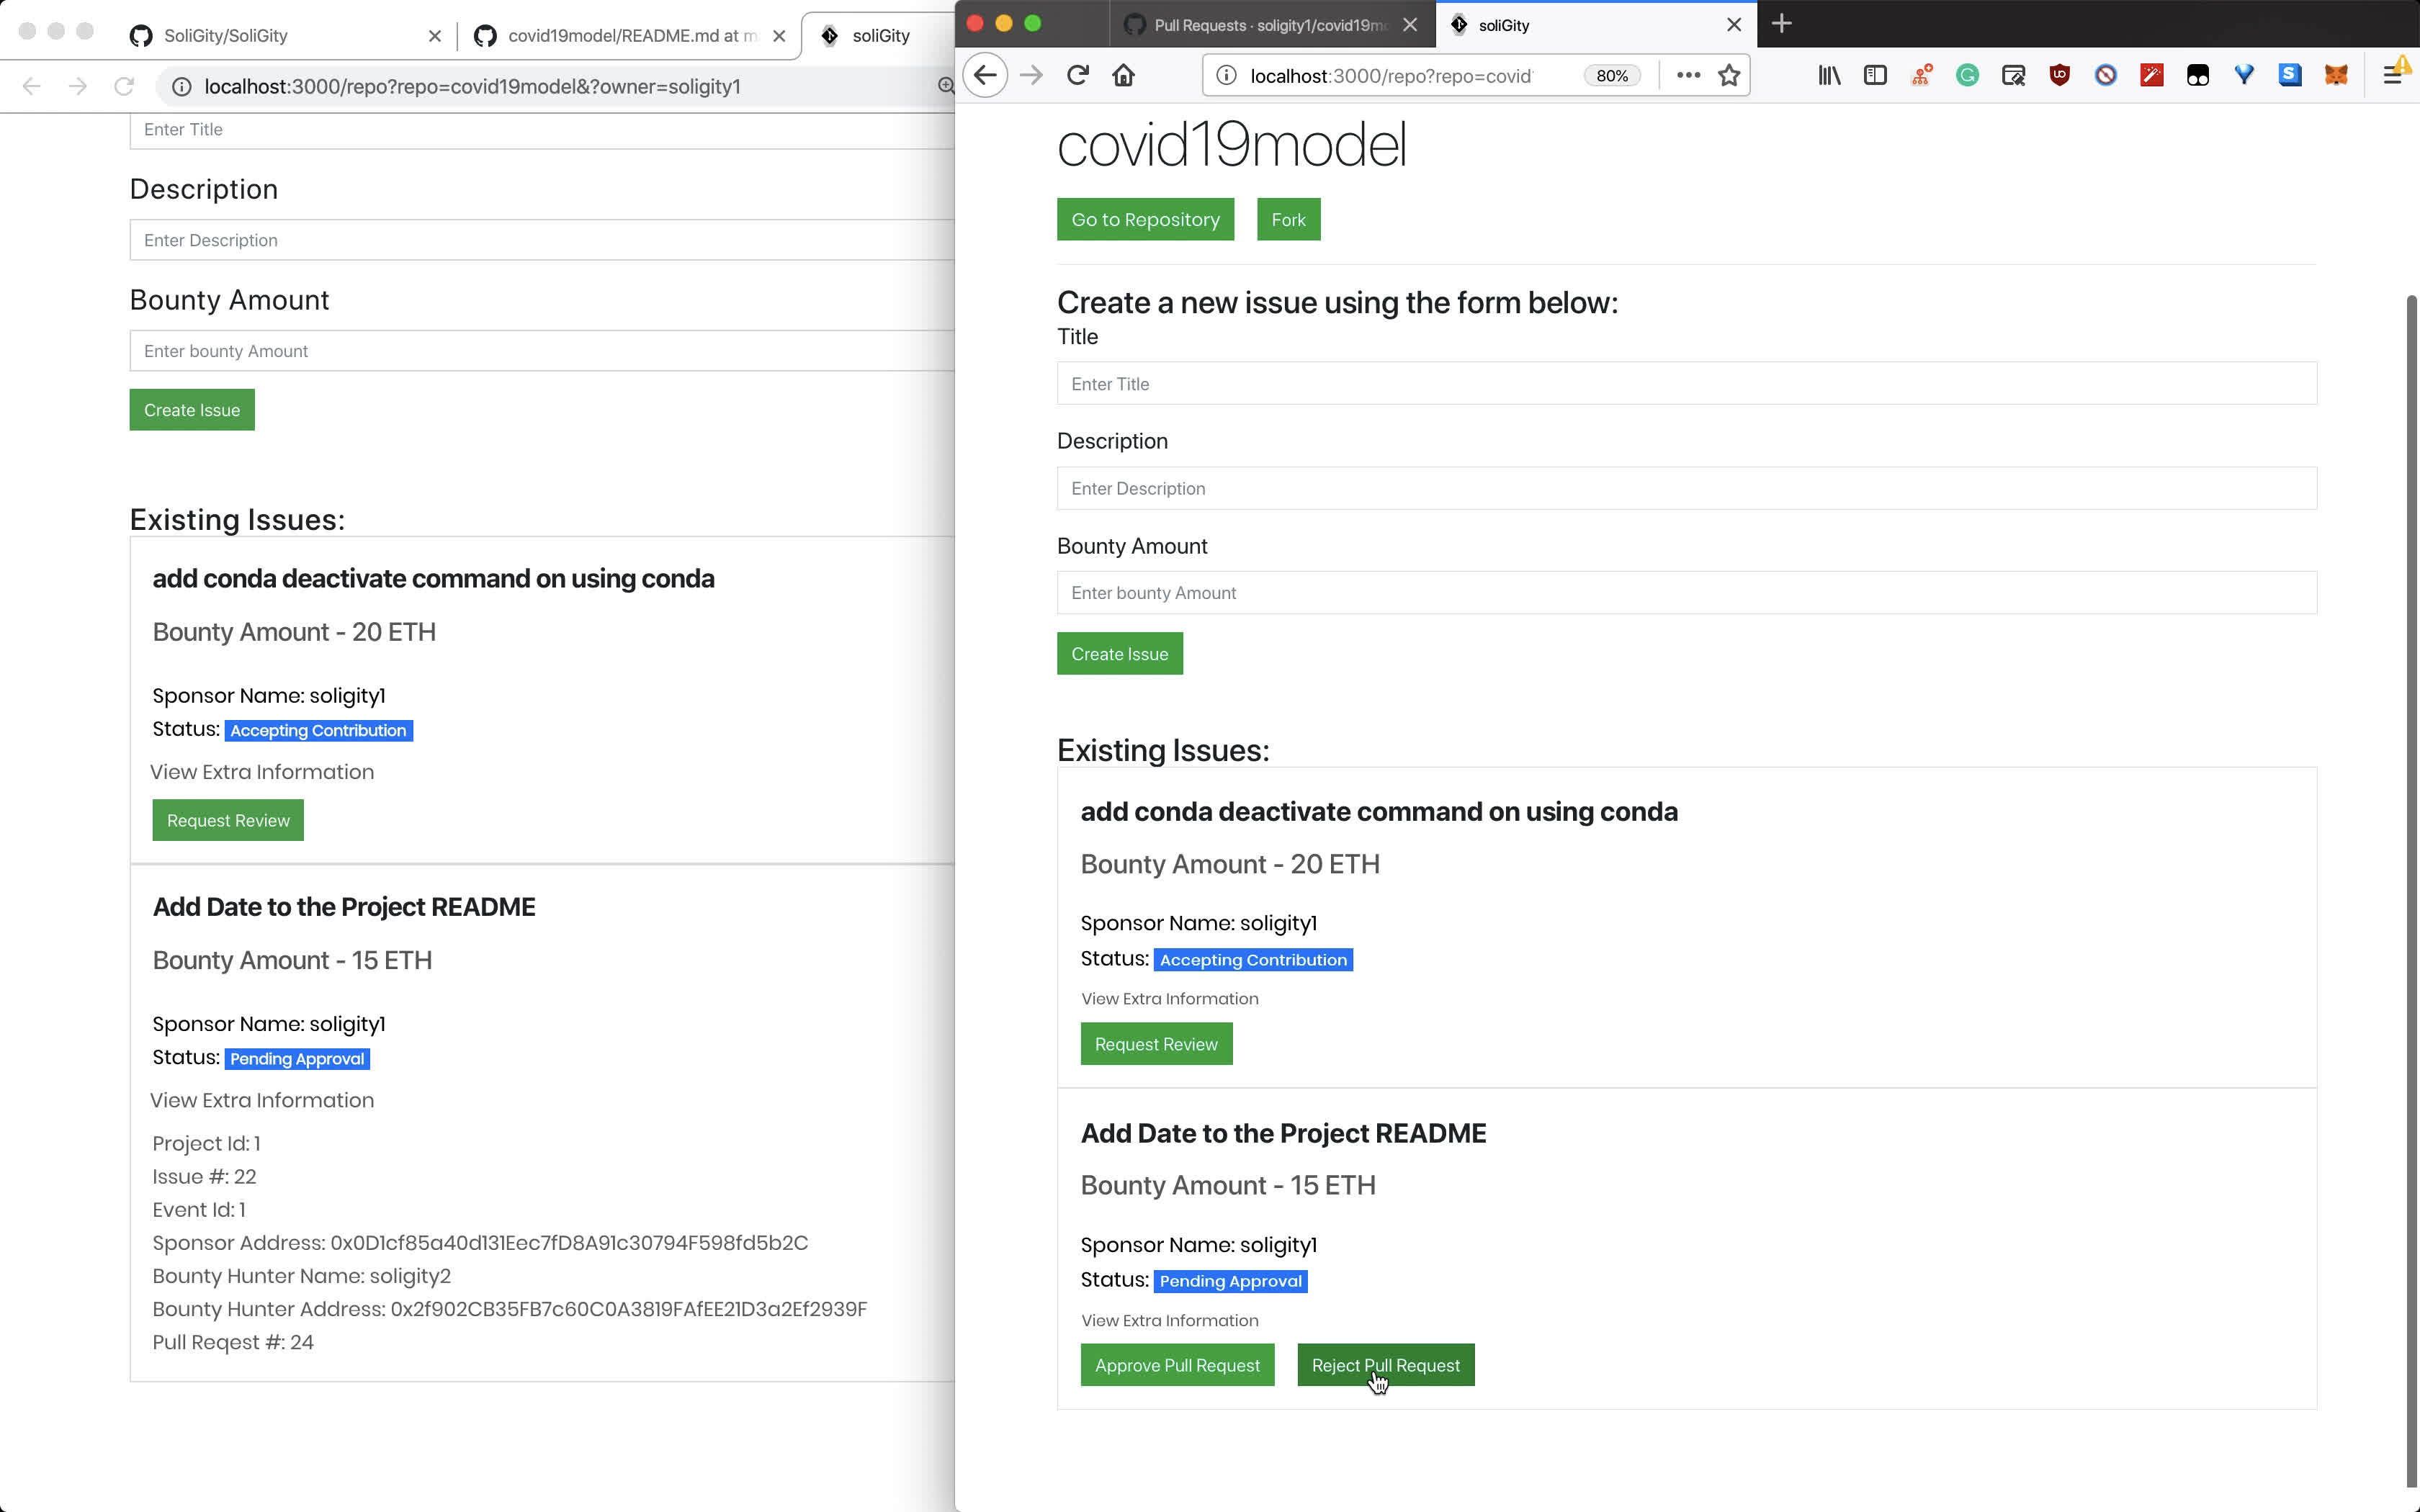 SoliGity/SoliGity
covid19model/README.md at m
soliGity
localhost:3000/repo?repo=covid19model&?owner=soligity1
Enter Title
Description
Enter Description
Bounty Amount
Enter bounty Amount
Create Issue
Existing Issues:
add conda deactivate command on using conda
Bounty Amount - 20 ETH
Sponsor Name: soligity1
Status: Accepting Contribution
View Extra Information
Request Review
Add Date to the Project README
Bounty Amount - 15 ETH
Sponsor Name: soligity1
Status: Pending Approval
View Extra Information
Project Id: 1
Issue #: 22
Event Id: 1
Sponsor Address: 0x0D1cf85a40d131Eec7fD8A91c30794F598fd5b2C
Bounty Hunter Name: soligity2
Bounty Hunter Address: 0x2f902CB35FB7c60C0A3819FAfEE21D3a2Ef2939F
Pull Reqest #: 24
Pull Requests · soligity1/covid19mo
soliGity
localhost:3000/repo?repo=covid
80%
covid19model
Go to Repository
Fork
Create a new issue using the form below:
Title
Enter Title
Description
Enter Description
Bounty Amount
Enter bounty Amount
Create Issue
Existing Issues:
add conda deactivate command on using conda
Bounty Amount - 20 ETH
Sponsor Name: soligity1
Status: Accepting Contribution
View Extra Information
Request Review
Add Date to the Project README
Bounty Amount - 15 ETH
Sponsor Name: soligity1
Status: Pending Approval
View Extra Information
Approve Pull Request
Reject Pull Request